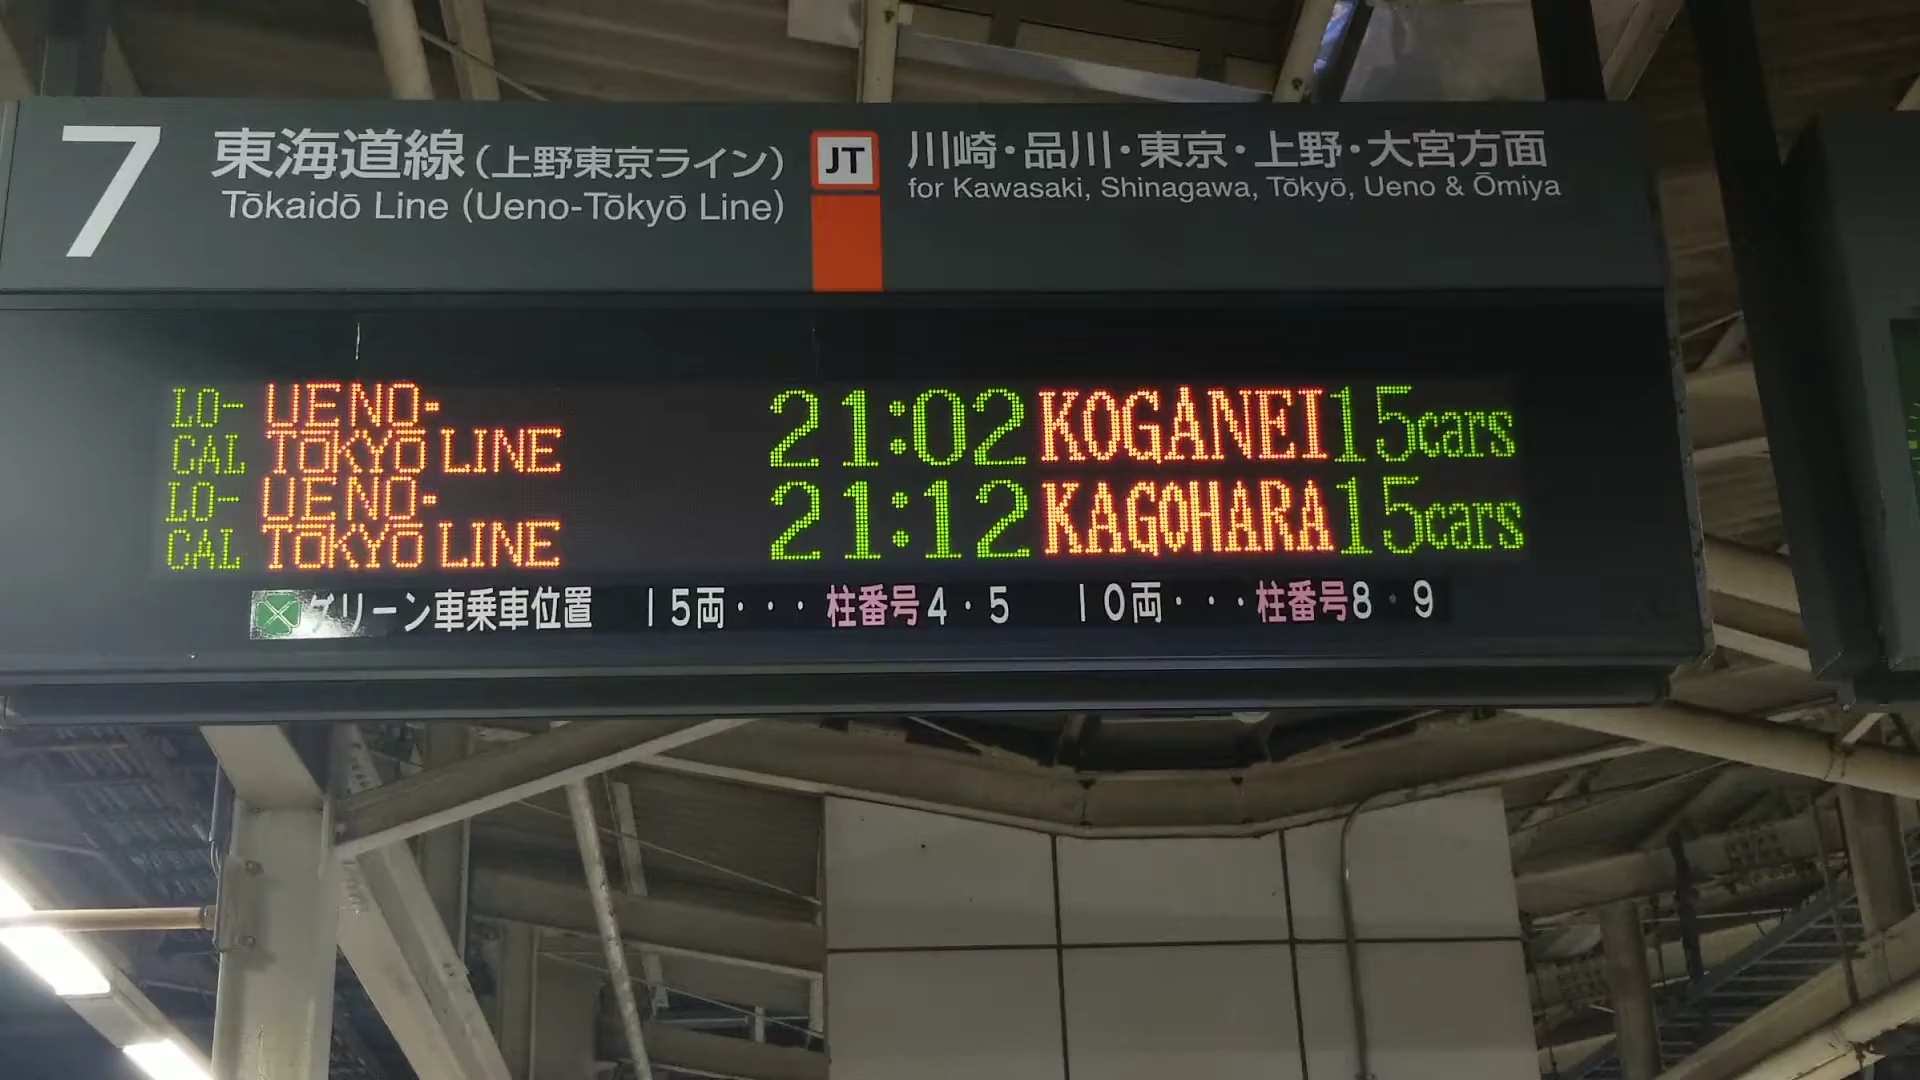 7 東海道線（上野東京ライン） JT 川崎・品川・東京・上野・大宮方面
Tōkaidō Line (Ueno-Tōkyō Line) for Kawasaki, Shinagawa, Tōkyō, Ueno & Ōmiya
LO- UENO-
CAL TŌKYŌ LINE 21:02 KOGANEI 15cars
LO- UENO-
CAL TŌKYŌ LINE 21:12 KAGOHARA 15cars
グリーン車乗車位置 15両・・・柱番号4・5 10両・・・柱番号8・9